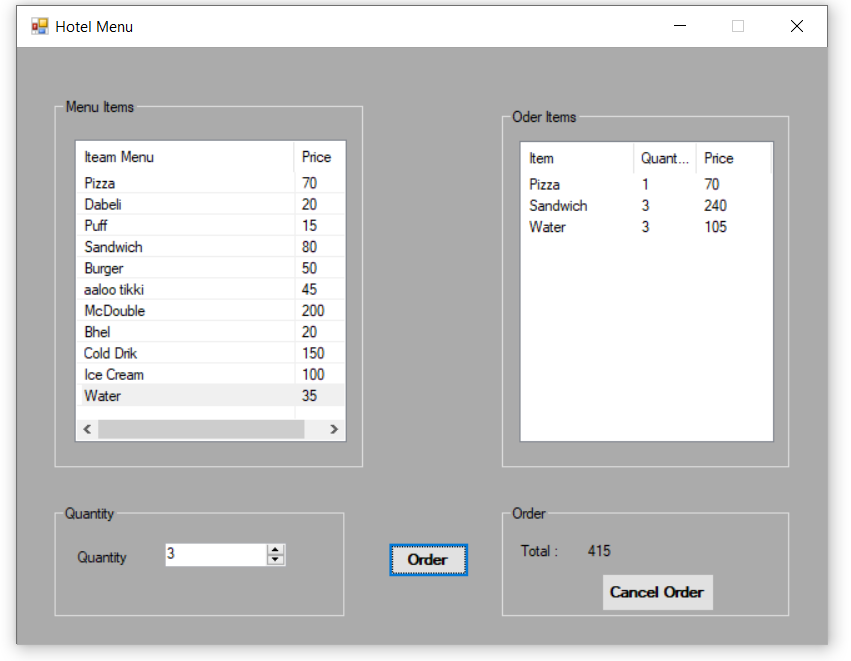 Hotel Menu
Menu Items
Iteam Menu Price
Pizza 70
Dabeli 20
Puff 15
Sandwich 80
Burger 50
aaloo tikki 45
McDouble 200
Bhel 20
Cold Drik 150
Ice Cream 100
Water 35
Oder Items
Item Quant... Price
Pizza 1 70
Sandwich 3 240
Water 3 105
Quantity
Quantity 3
Order
Order
Total : 415
Cancel Order